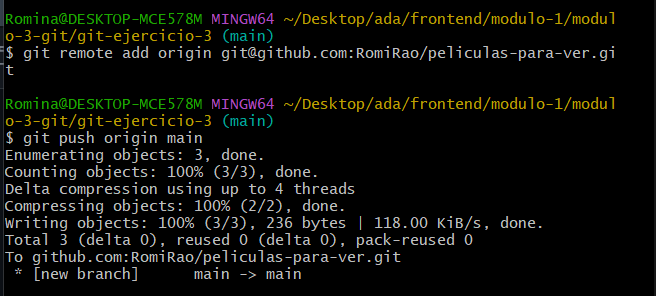 Romina@DESKTOP-MCE578M MINGW64 ~/Desktop/ada/frontend/modulo-1/modul
o-3-git/git-ejercicio-3 (main)
$ git remote add origin git@github.com:RomiRao/peliculas-para-ver.gi
t
Romina@DESKTOP-MCE578M MINGW64 ~/Desktop/ada/frontend/modulo-1/modul
o-3-git/git-ejercicio-3 (main)
$ git push origin main
Enumerating objects: 3, done.
Counting objects: 100% (3/3), done.
Delta compression using up to 4 threads
Compressing objects: 100% (2/2), done.
Writing objects: 100% (3/3), 236 bytes | 118.00 KiB/s, done.
Total 3 (delta 0), reused 0 (delta 0), pack-reused 0
To github.com:RomiRao/peliculas-para-ver.git
 * [new branch]      main -> main